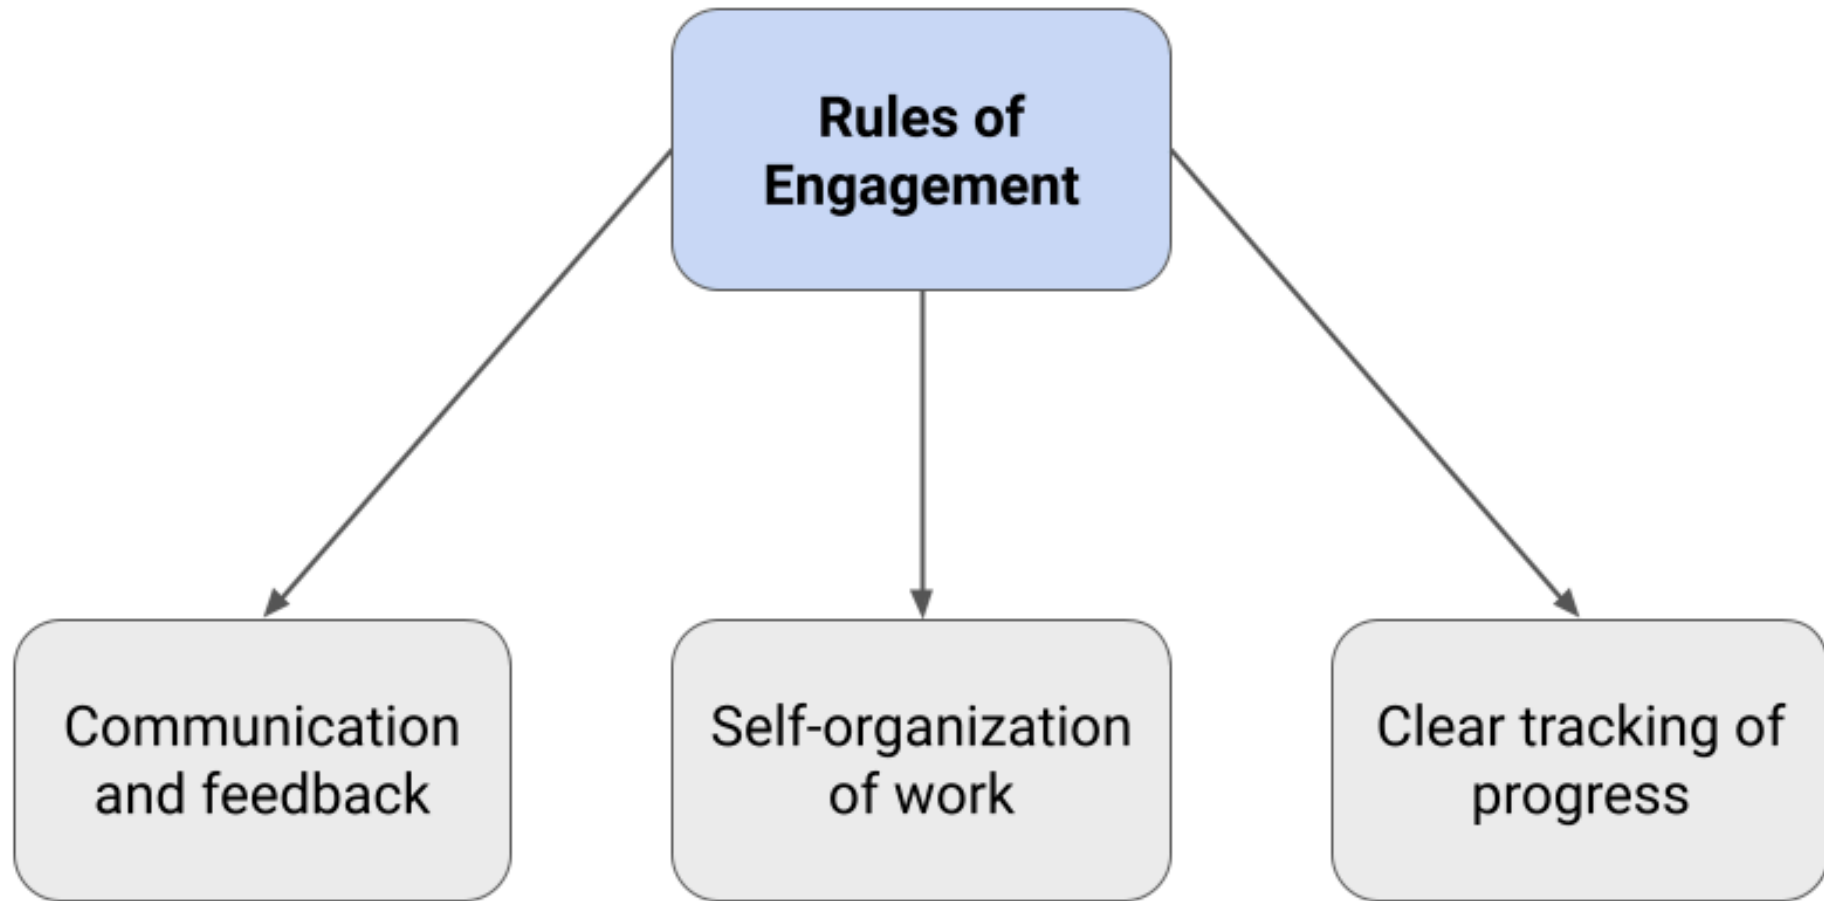 Rules of
Engagement
Communication
and feedback
Self-organization
of work
Clear tracking of
progress